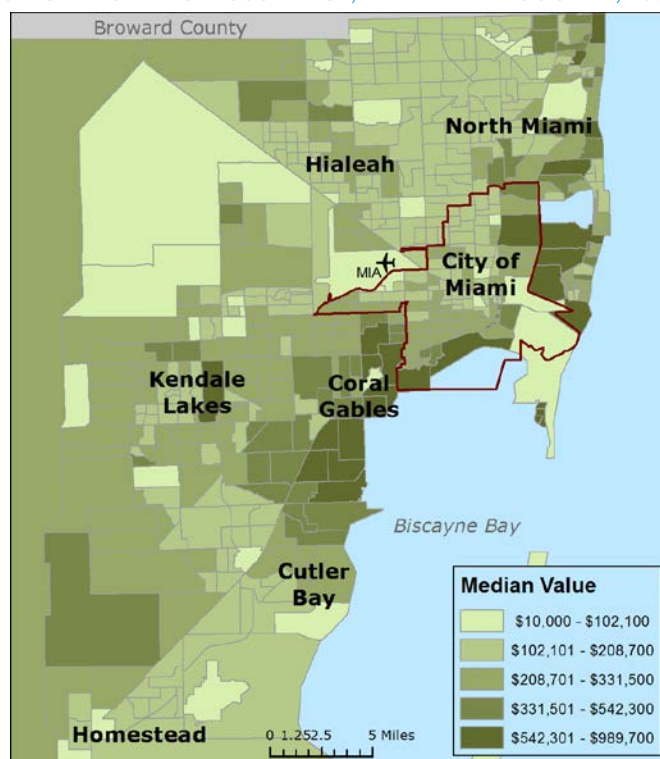 Broward County
North Miami
Hialeah
MIA
City of
Miami
Kendale
Lakes
Coral
Gables
Biscayne Bay
Cutler
Bay
Homestead
0 1.252.5 5 Miles
Median Value
$10,000 - $102,100
$102,101 - $208,700
$208,701 - $331,500
$331,501 - $542,300
$542,301 - $989,700